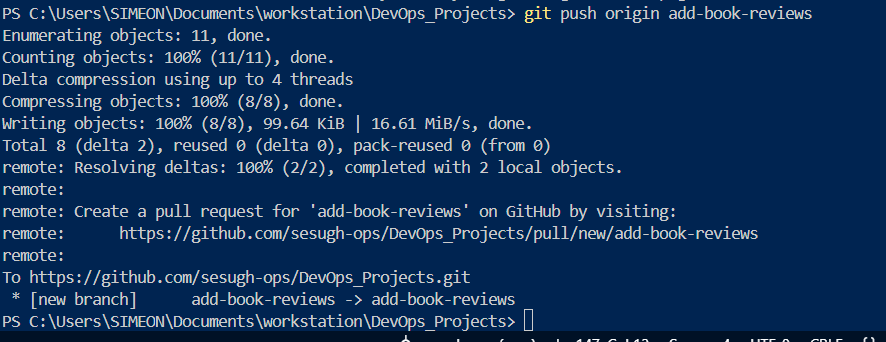 PS C:\Users\SIMEON\Documents\workstation\DevOps_Projects> git push origin add-book-reviews
Enumerating objects: 11, done.
Counting objects: 100% (11/11), done.
Delta compression using up to 4 threads
Compressing objects: 100% (8/8), done.
Writing objects: 100% (8/8), 99.64 KiB | 16.61 MiB/s, done.
Total 8 (delta 2), reused 0 (delta 0), pack-reused 0 (from 0)
remote: Resolving deltas: 100% (2/2), completed with 2 local objects.
remote:
remote: Create a pull request for 'add-book-reviews' on GitHub by visiting:
remote:      https://github.com/sesugh-ops/DevOps_Projects/pull/new/add-book-reviews
remote:
To https://github.com/sesugh-ops/DevOps_Projects.git
 * [new branch]      add-book-reviews -> add-book-reviews
PS C:\Users\SIMEON\Documents\workstation\DevOps_Projects>